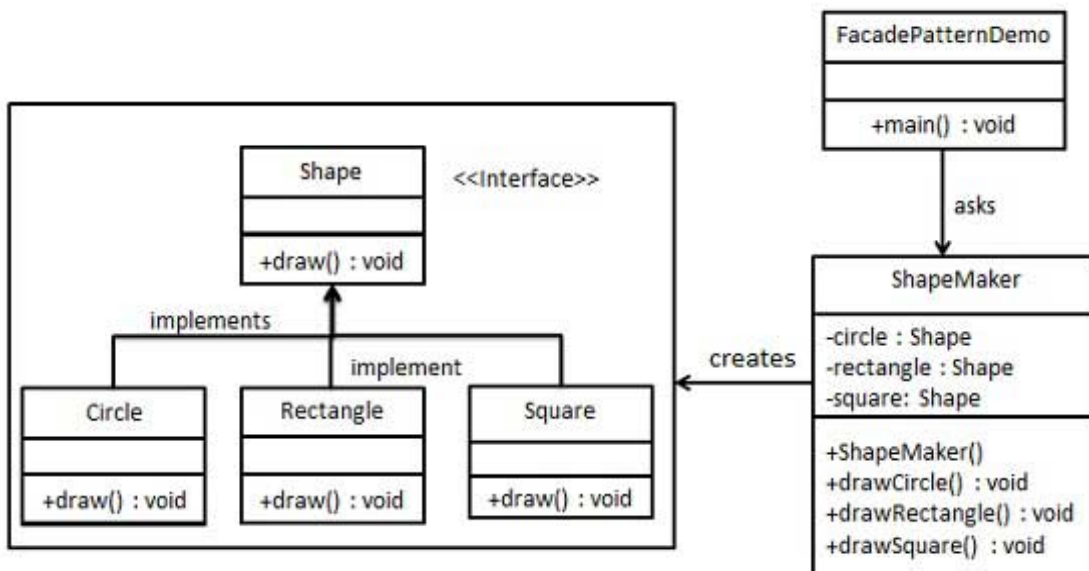 FacadePatternDemo
+main() : void
asks
Shape
<<Interface>>
+draw() : void
implements
implement
Circle
+draw() : void
Rectangle
+draw() : void
Square
+draw() : void
creates
ShapeMaker
-circle : Shape
-rectangle : Shape
-square: Shape
+ShapeMaker()
+drawCircle() : void
+drawRectangle() : void
+drawSquare() : void